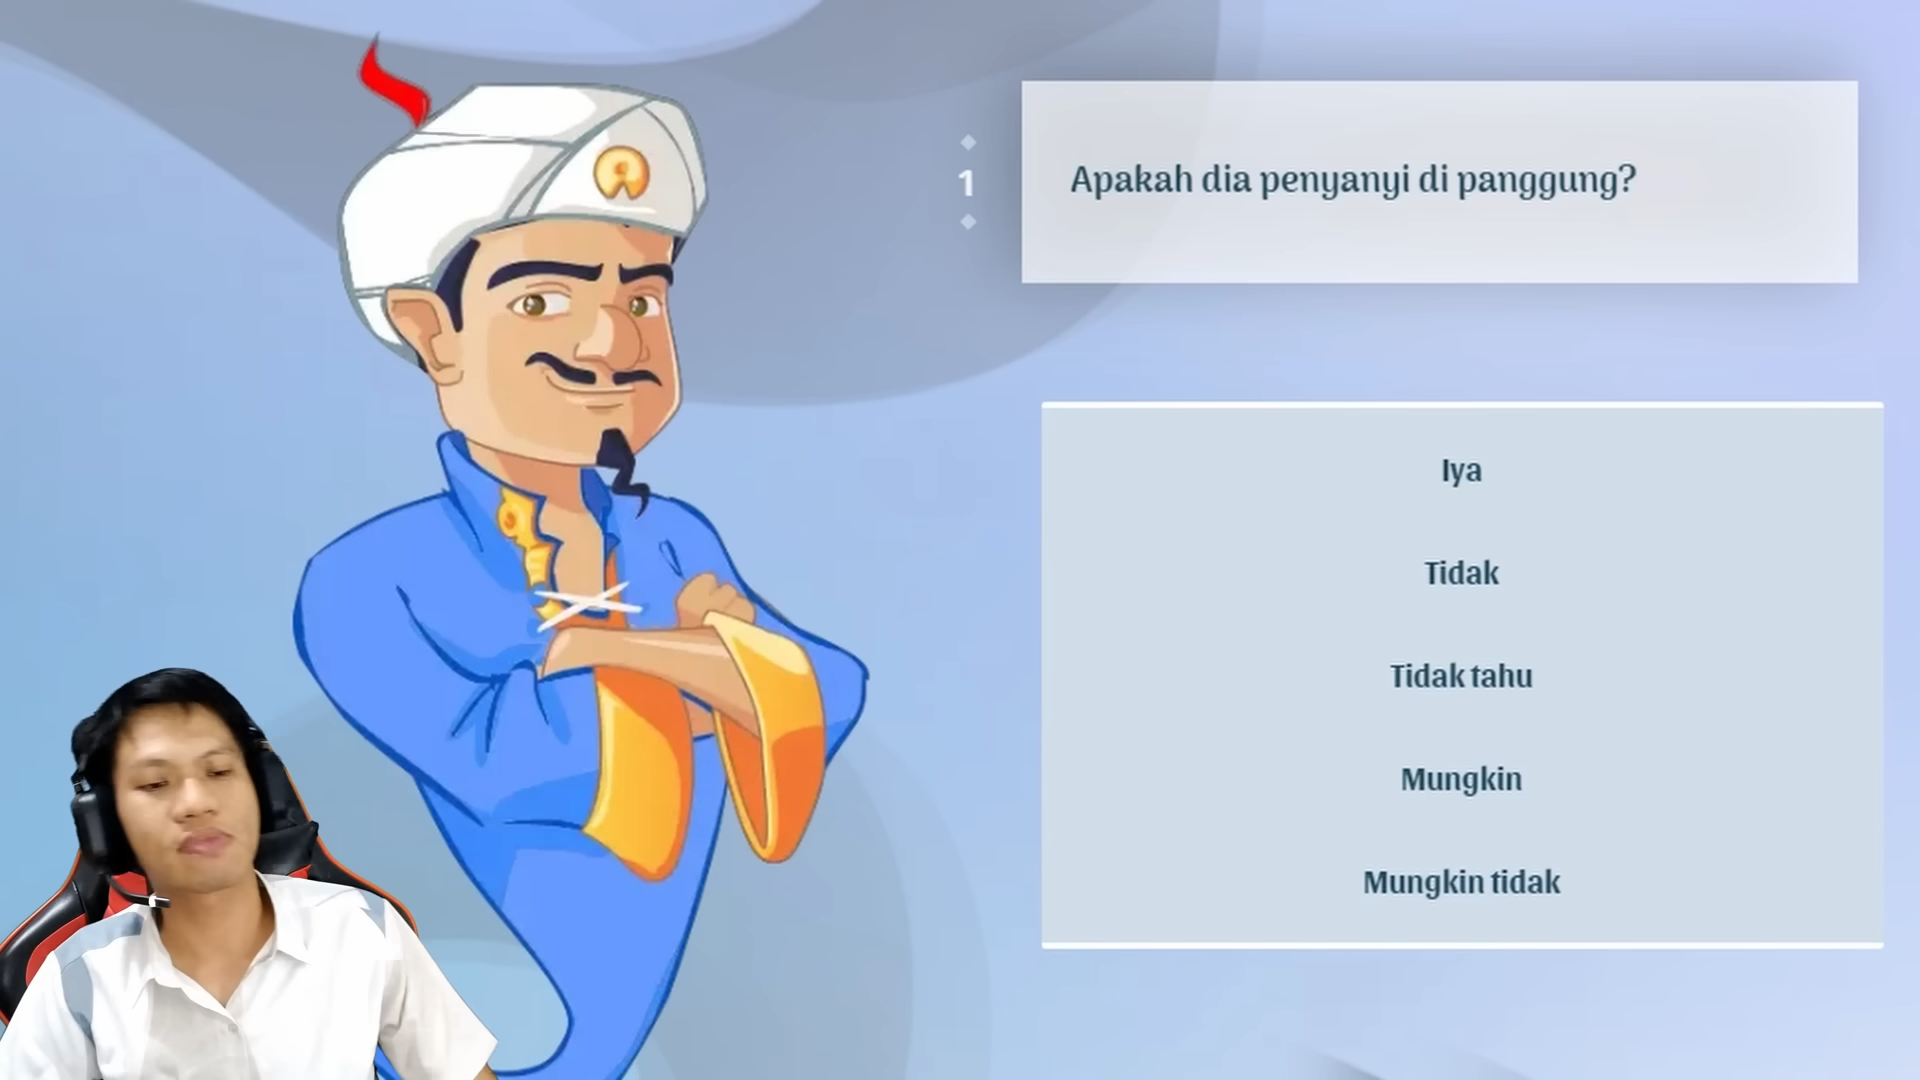 1
Apakah dia penyanyi di panggung?
Iya
Tidak
Tidak tahu
Mungkin
Mungkin tidak